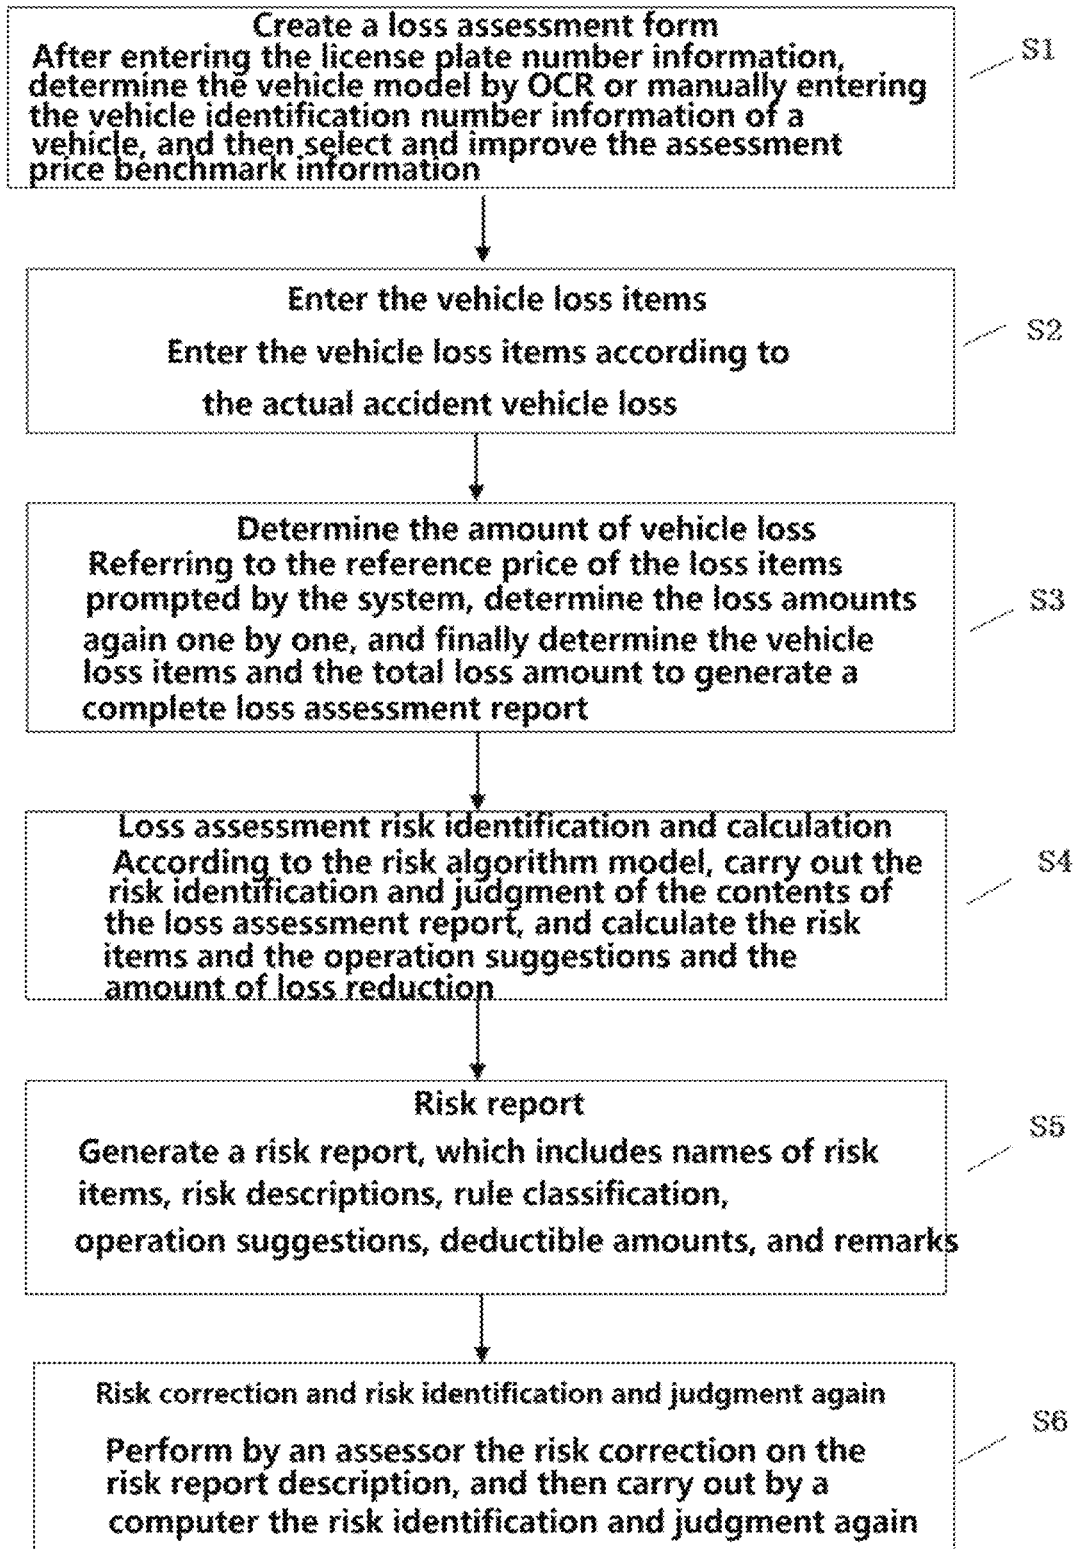 Create a loss assessment form
After entering the license plate number information,
determine the vehicle model by OCR or manually entering
the vehicle identification number information of a
vehicle, and then select and improve the assessment
price benchmark information
S1
Enter the vehicle loss items
Enter the vehicle loss items according to
the actual accident vehicle loss
S2
Determine the amount of vehicle loss
Referring to the reference price of the loss items
prompted by the system, determine the loss amounts
again one by one, and finally determine the vehicle
loss items and the total loss amount to generate a
complete loss assessment report
S3
Loss assessment risk identification and calculation
According to the risk algorithm model, carry out the
risk identification and judgment of the contents of
the loss assessment report, and calculate the risk
items and the operation suggestions and the
amount of loss reduction
S4
Risk report
Generate a risk report, which includes names of risk
items, risk descriptions, rule classification,
operation suggestions, deductible amounts, and remarks
S5
Risk correction and risk identification and judgment again
Perform by an assessor the risk correction on the
risk report description, and then carry out by a
computer the risk identification and judgment again
S6